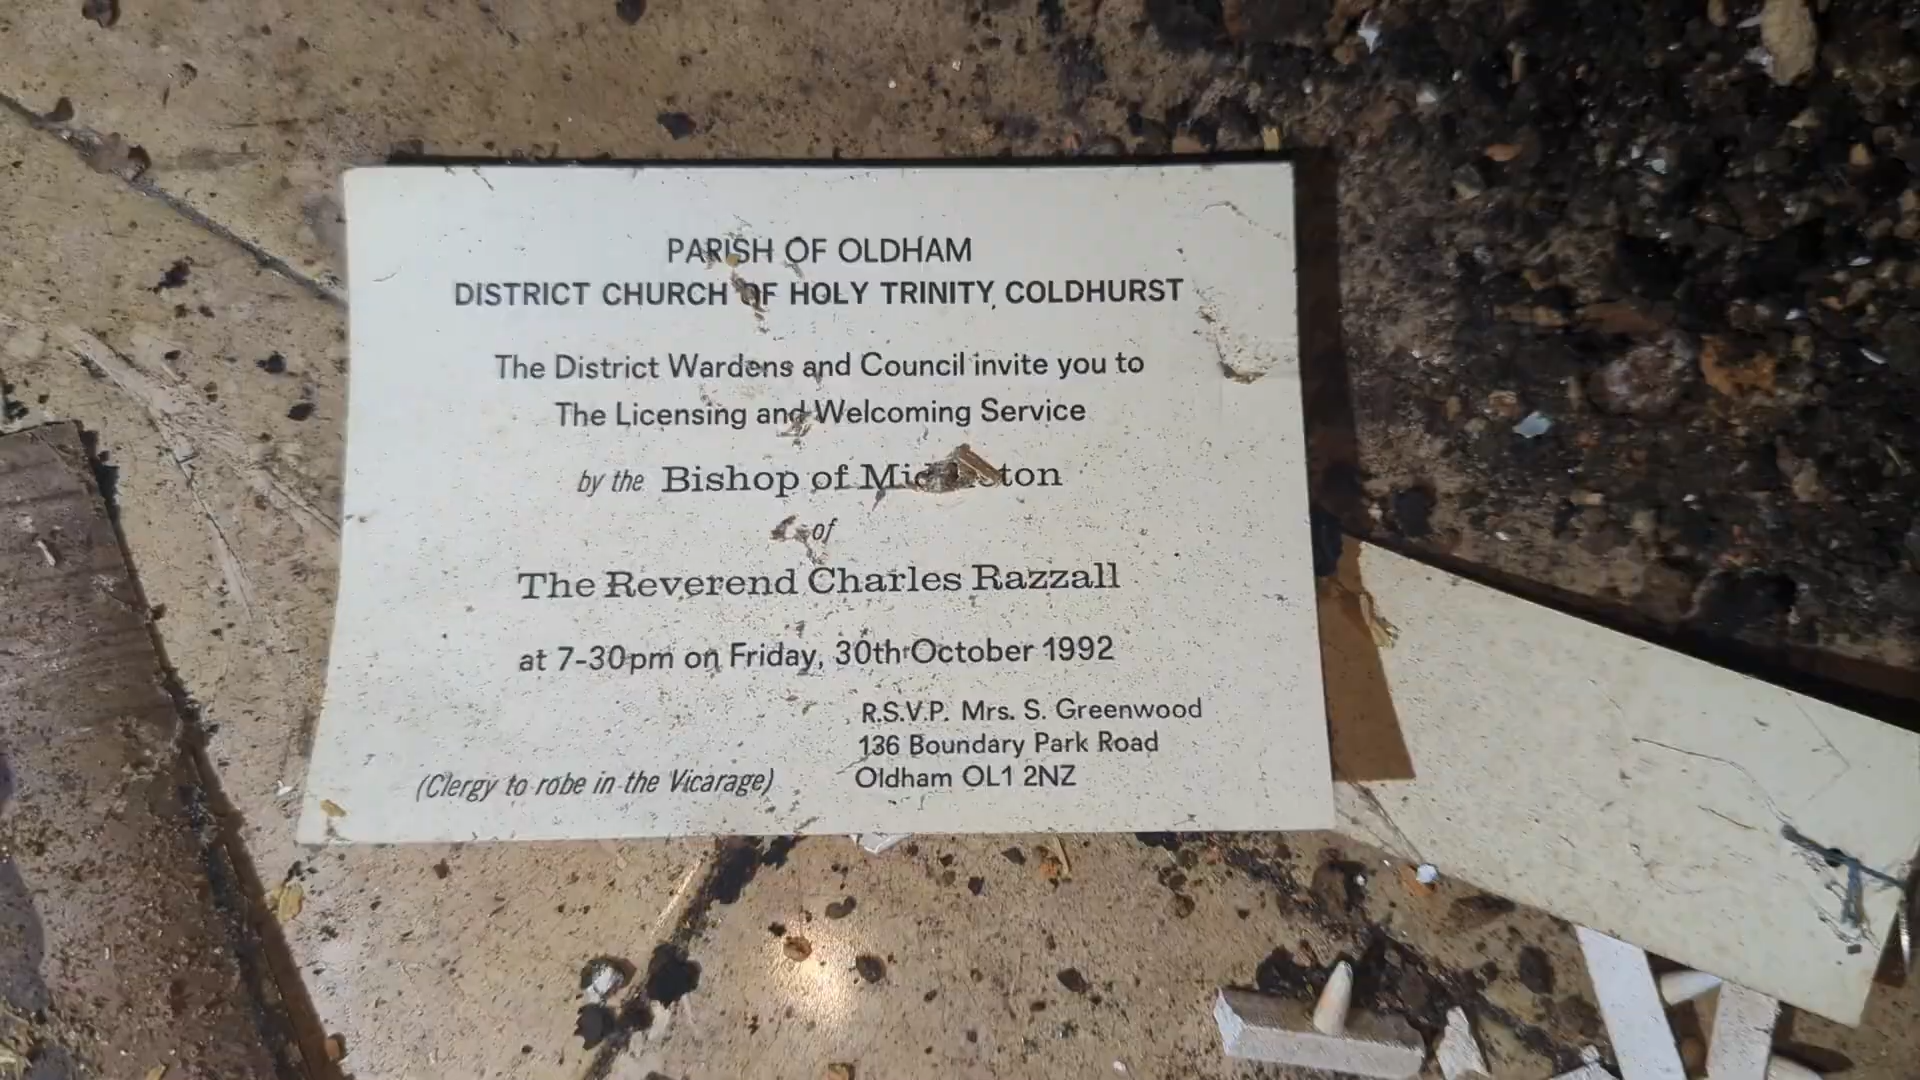 PARISH OF OLDHAM
DISTRICT CHURCH OF HOLY TRINITY, COLDHURST
The District Wardens and Council invite you to
The Licensing and Welcoming Service
by the Bishop of Middleton
of
The Reverend Charles Razzall
at 7-30pm on Friday, 30th October 1992
R.S.V.P. Mrs. S. Greenwood
136 Boundary Park Road
Oldham OL1 2NZ
(Clergy to robe in the Vicarage)